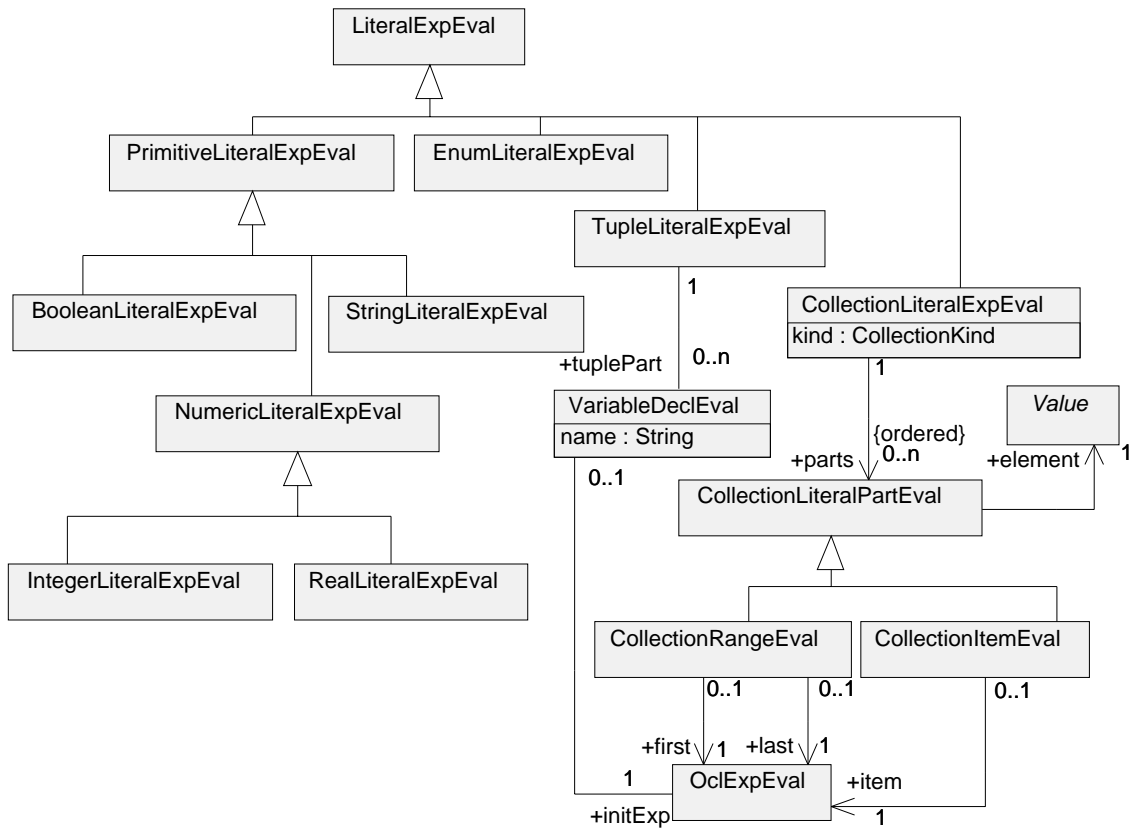 LiteralExpEval
PrimitiveLiteralExpEval
EnumLiteralExpEval
TupleLiteralExpEval
BooleanLiteralExpEval
StringLiteralExpEval
1
CollectionLiteralExpEval
kind : CollectionKind
1
+tuplePart
0..n
NumericLiteralExpEval
VariableDeclEval
name : String
0..1
Value
1
{ordered}
+parts
0..n
+element
CollectionLiteralPartEval
IntegerLiteralExpEval
RealLiteralExpEval
CollectionRangeEval
CollectionItemEval
0..1
0..1
0..1
+first
1
+last
1
1
+initExp
OclExpEval
+item
1